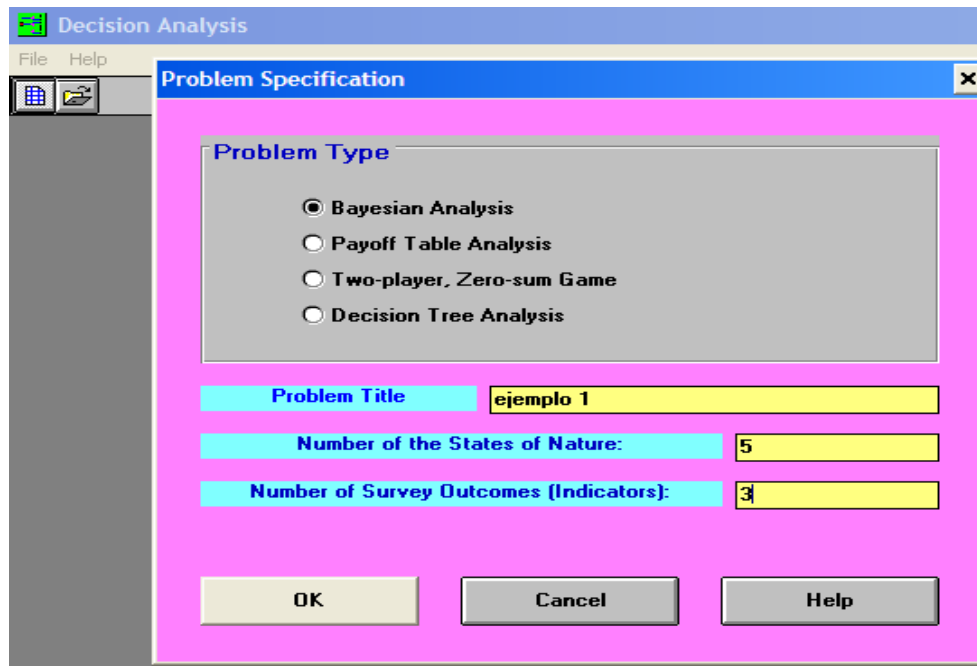 Decision Analysis
File Help
Problem Specification
Problem Type
Bayesian Analysis
Payoff Table Analysis
Two-player, Zero-sum Game
Decision Tree Analysis
Problem Title ejemplo 1
Number of the States of Nature: 5
Number of Survey Outcomes (Indicators): 3
OK Cancel Help